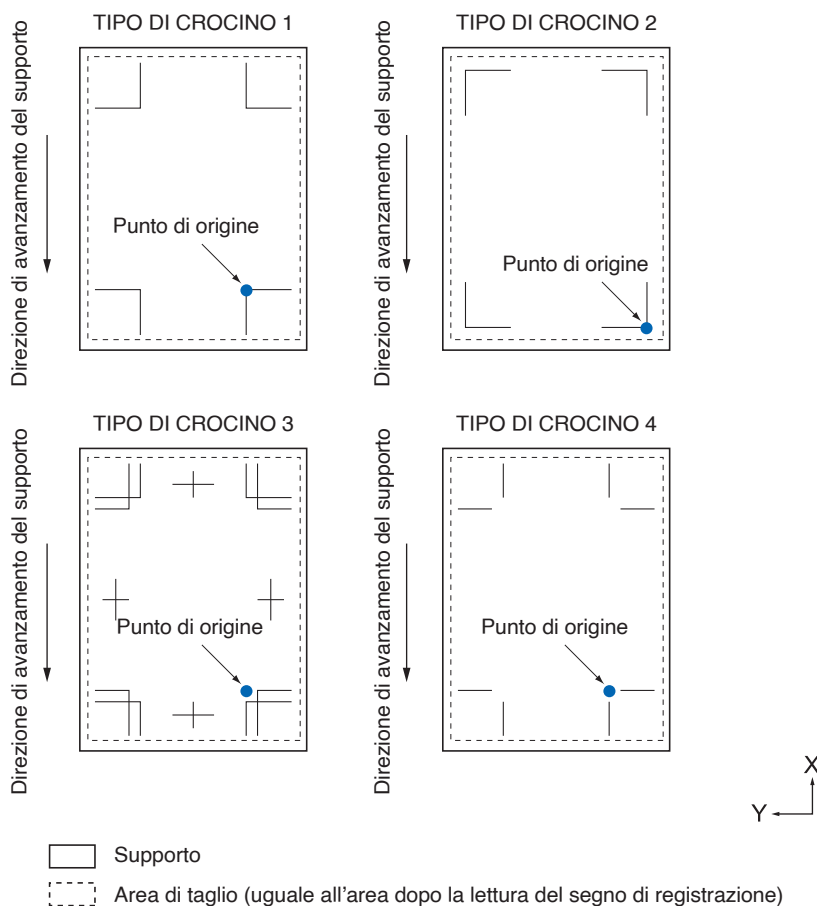 TIPO DI CROCINO 1
Direzione di avanzamento del supporto
Punto di origine
TIPO DI CROCINO 2
Direzione di avanzamento del supporto
Punto di origine
TIPO DI CROCINO 3
Direzione di avanzamento del supporto
Punto di origine
TIPO DI CROCINO 4
Direzione di avanzamento del supporto
Punto di origine
X
Y
Supporto
Area di taglio (uguale all'area dopo la lettura del segno di registrazione)